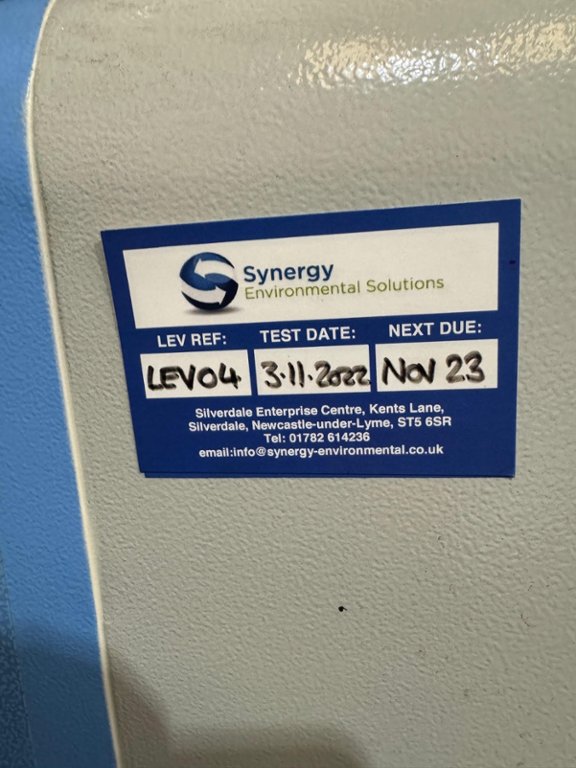 Synergy
Environmental Solutions
LEV REF: TEST DATE: NEXT DUE:
LEV04 3.11.2022 NOV 23
Silverdale Enterprise Centre, Kents Lane,
Silverdale, Newcastle-under-Lyme, ST5 6SR
Tel: 01782 614236
email:info@synergy-environmental.co.uk